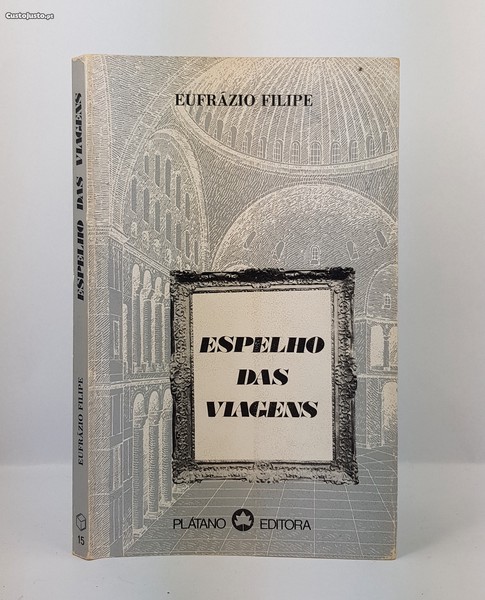 CustoJusto.pt
EUFRÁZIO FILIPE
ESPELHO
DAS
VIAGENS
PLÁTANO EDITORA
ESPELHO DAS VIAGENS
EUFRÁZIO FILIPE
15